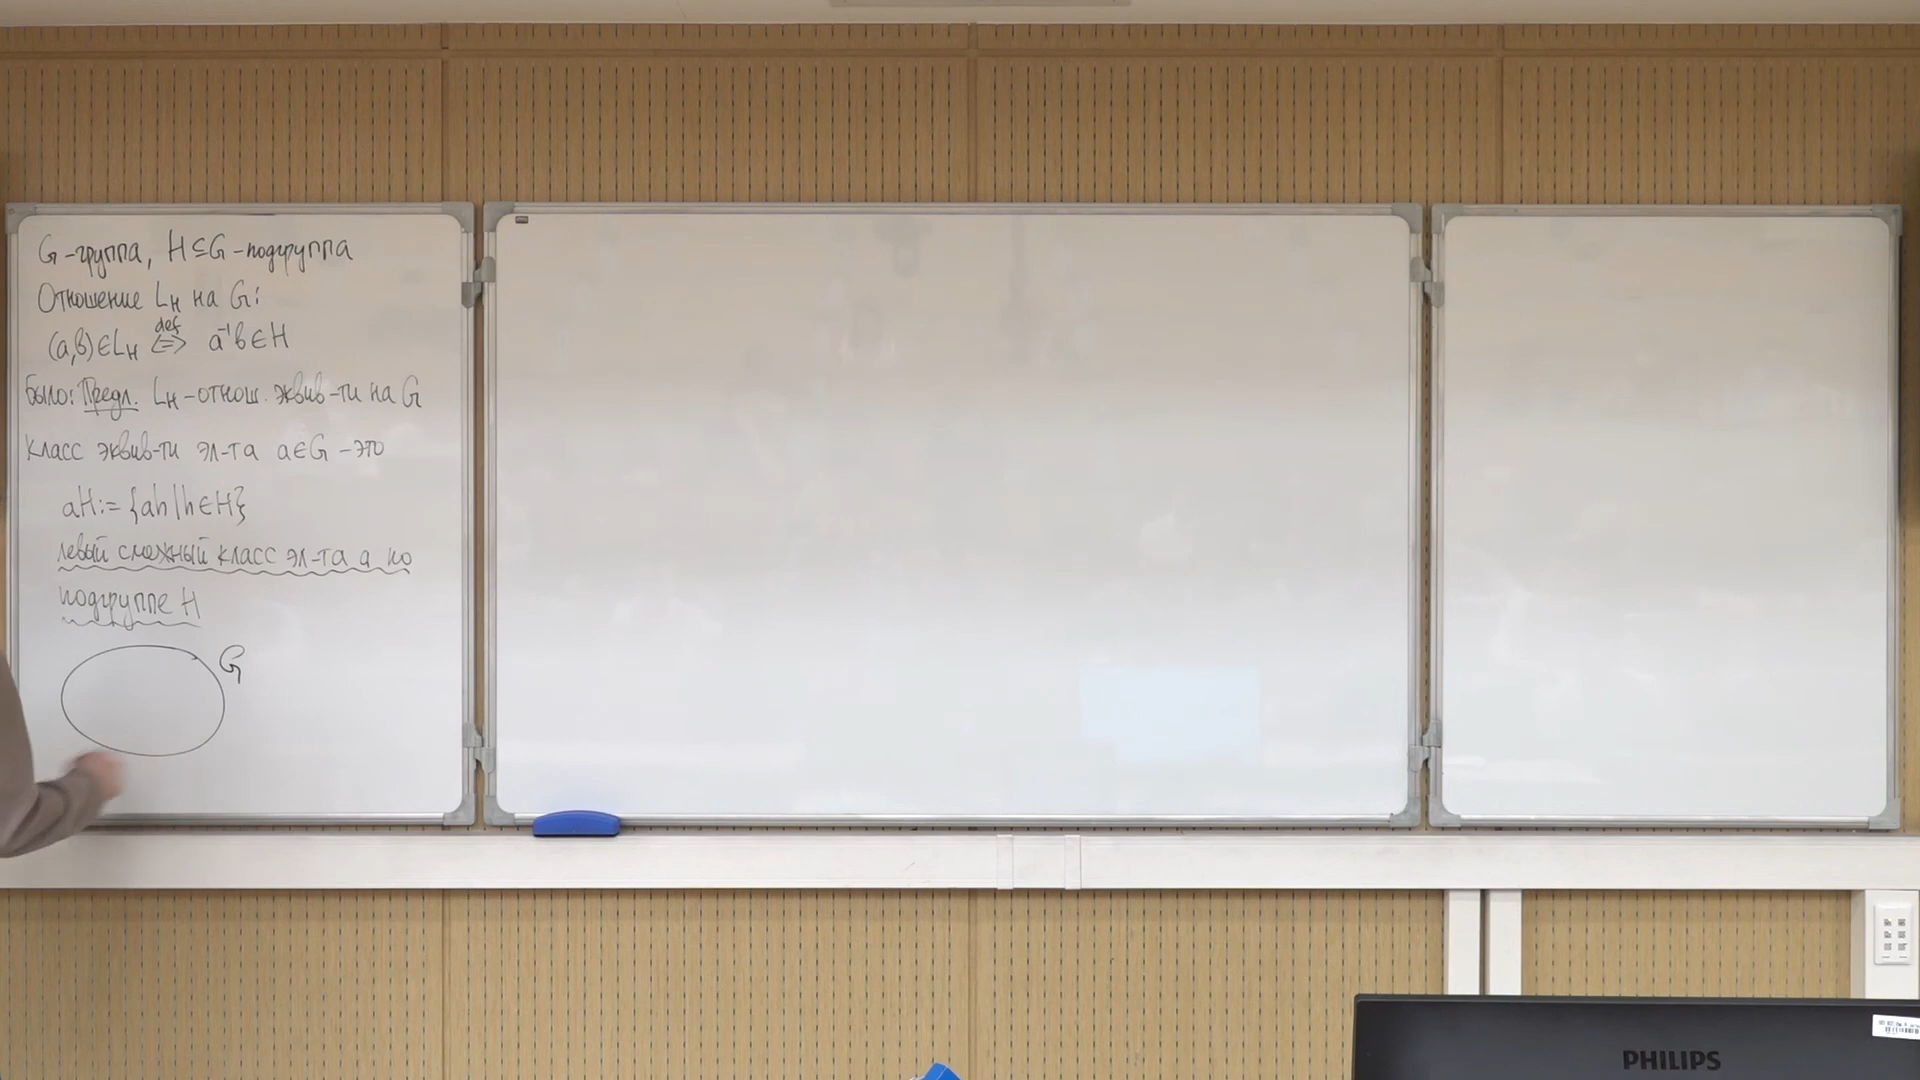 G - группа, H ⊆ G - подгруппа
Отношение L_H на G:
(a,b) ∈ L_H ⟺ def a⁻¹b ∈ H
Было: Предл. L_H - отнош. эквив-ти на G
Класс эквив-ти эл-та a ∈ G - это
aH := {ah | h ∈ H}
левый смежный класс эл-та a по
подгруппе H
G
PHILIPS